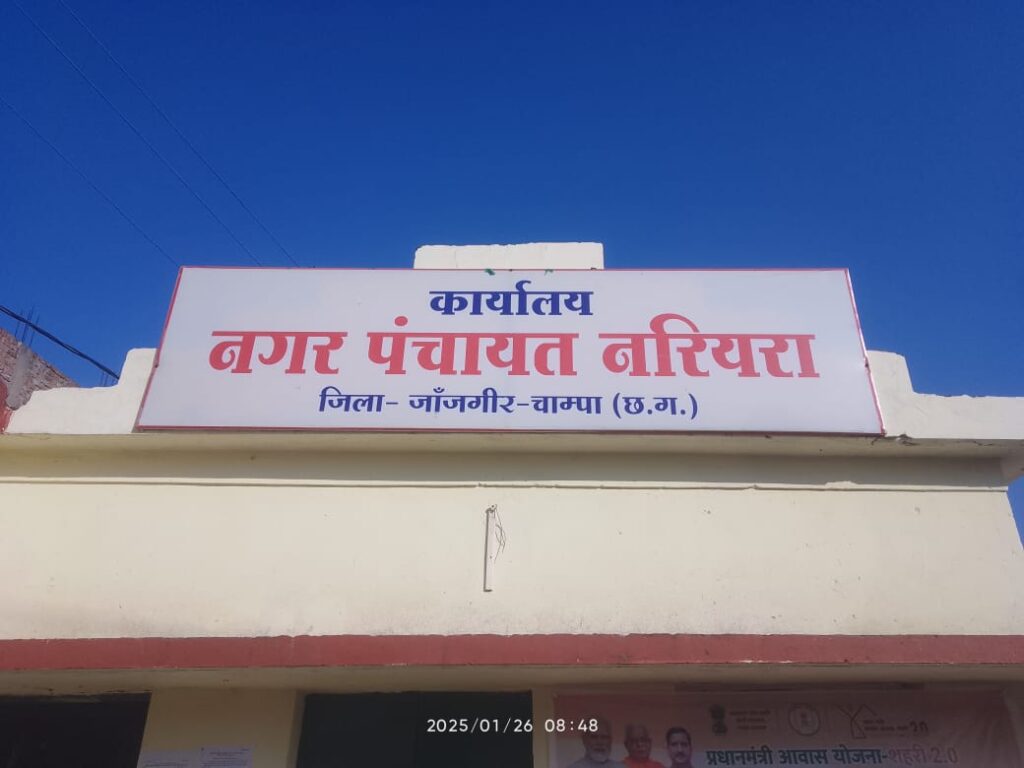 कार्यालय
नगर पंचायत नरियरा
जिला- जाँजगीर-चाम्पा (छ.ग.)
2025/01/26 08:48
प्रधानमंत्री आवास योजना-शहरी 2.0